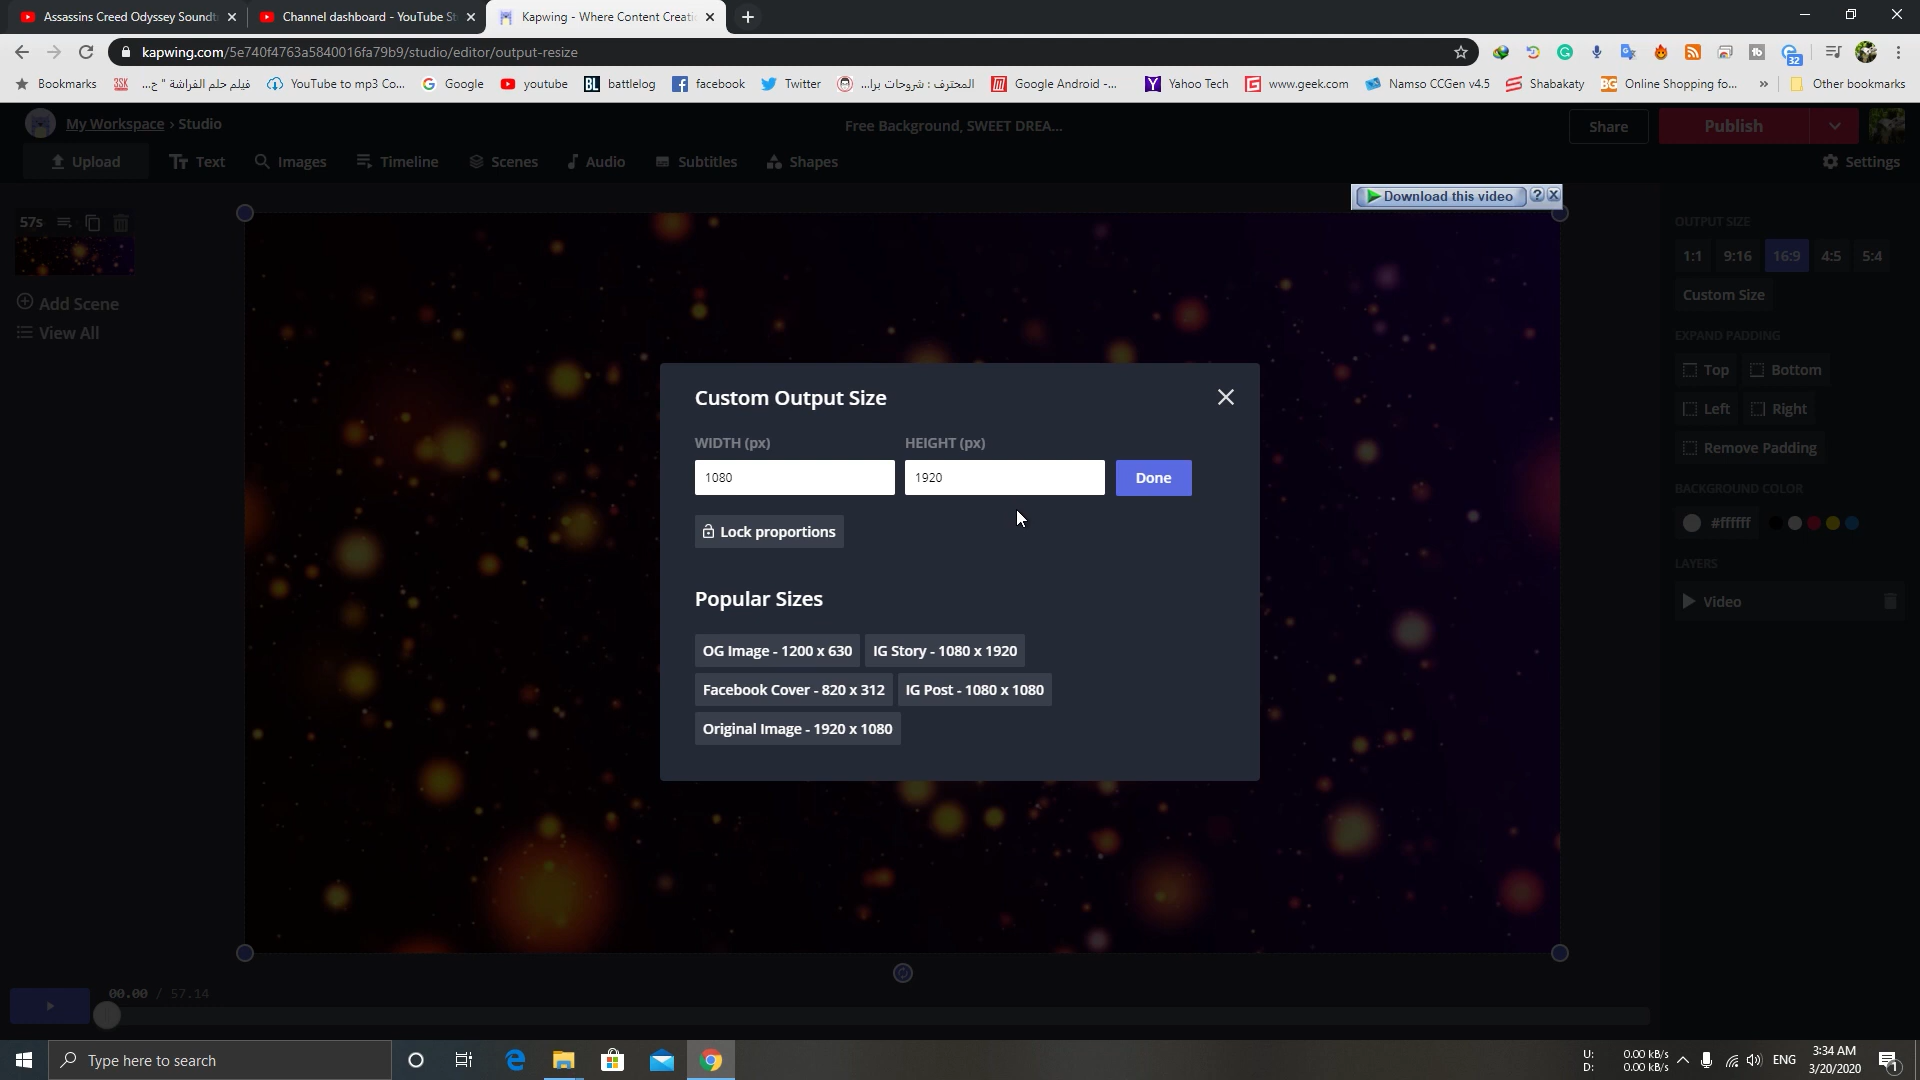 Assassins Creed Odyssey Soundt
Channel dashboard - YouTube St
Kapwing - Where Content Creati
kapwing.com/5e740f4763a5840016fa79b9/studio/editor/output-resize
32
Bookmarks
3SK
فيلم حلم الفراشة " ح...
YouTube to mp3 Co...
Google
youtube
BL battlelog
facebook
Twitter
المحترف : شروحات برا...
Google Android -...
Yahoo Tech
www.geek.com
Namso CCGen v4.5
Shabakaty
BG Online Shopping fo...
»
Other bookmarks
My Workspace › Studio
Free Background, SWEET DREA...
Share
Publish
Upload
Text
Images
Timeline
Scenes
Audio
Subtitles
Shapes
Settings
Download this video
57s
Add Scene
View All
OUTPUT SIZE
1:1 9:16 16:9 4:5 5:4
Custom Size
EXPAND PADDING
Top
Bottom
Left
Right
Remove Padding
BACKGROUND COLOR
#ffffff
LAYERS
Video
Custom Output Size
WIDTH (px)
HEIGHT (px)
1080
1920
Done
Lock proportions
Popular Sizes
OG Image - 1200 x 630
IG Story - 1080 x 1920
Facebook Cover - 820 x 312
IG Post - 1080 x 1080
Original Image - 1920 x 1080
00.00 / 57.14
Type here to search
U: 0.00 kB/s
D: 0.00 kB/s
ENG
3:34 AM
3/20/2020
1